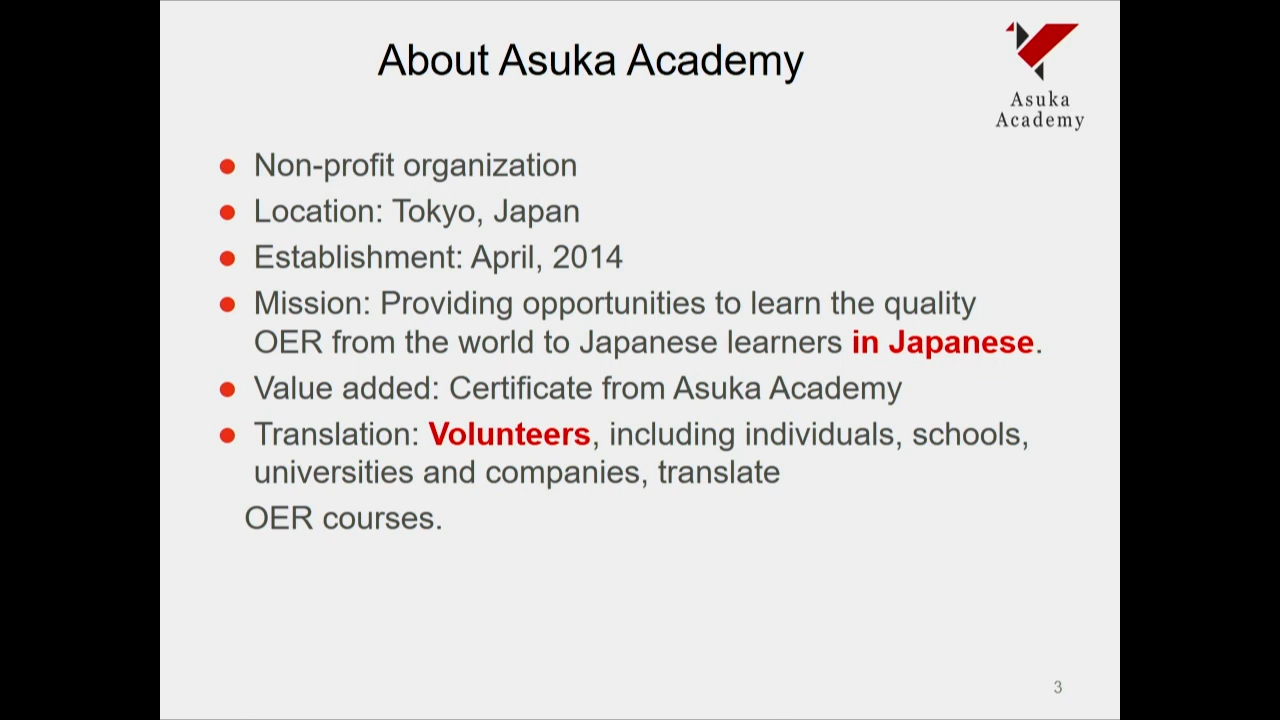 About Asuka Academy
Asuka
Academy
Non-profit organization
Location: Tokyo, Japan
Establishment: April, 2014
Mission: Providing opportunities to learn the quality
OER from the world to Japanese learners in Japanese.
Value added: Certificate from Asuka Academy
Translation: Volunteers, including individuals, schools,
universities and companies, translate
OER courses.
3